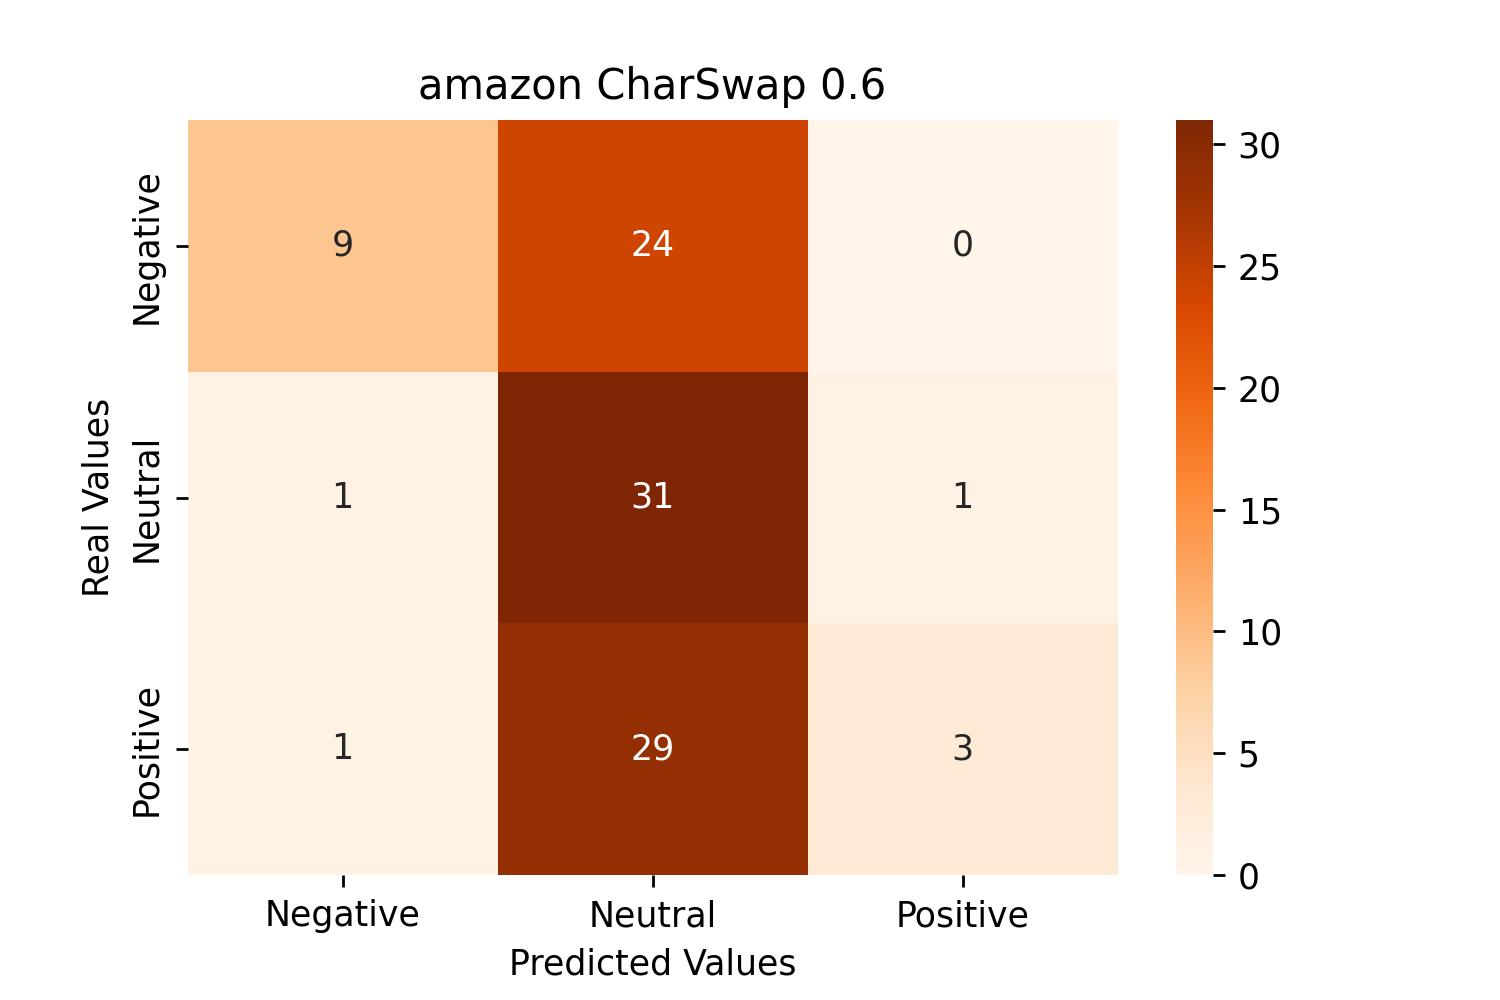 amazon CharSwap 0.6
Real Values
Negative
9 24 0
Neutral
1 31 1
Positive
1 29 3
Negative Neutral Positive
Predicted Values
30
25
20
15
10
5
0